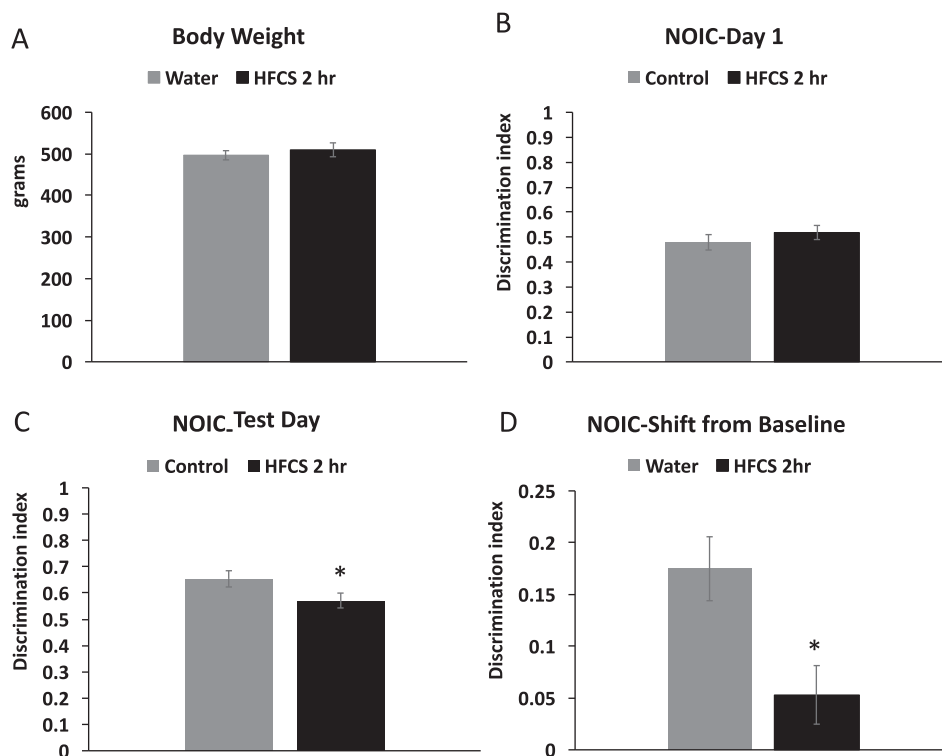 A
Body Weight
Water HFCS 2 hr
600
500
400
300
200
100
0
grams
B
NOIC-Day 1
Control HFCS 2 hr
1
0.9
0.8
0.7
0.6
0.5
0.4
0.3
0.2
0.1
0
Discrimination index
C
NOIC-Test Day
Control HFCS 2 hr
1
0.9
0.8
0.7
0.6
0.5
0.4
0.3
0.2
0.1
0
Discrimination index
*
D
NOIC-Shift from Baseline
Water HFCS 2hr
0.25
0.2
0.15
0.1
0.05
0
Discrimination index
*